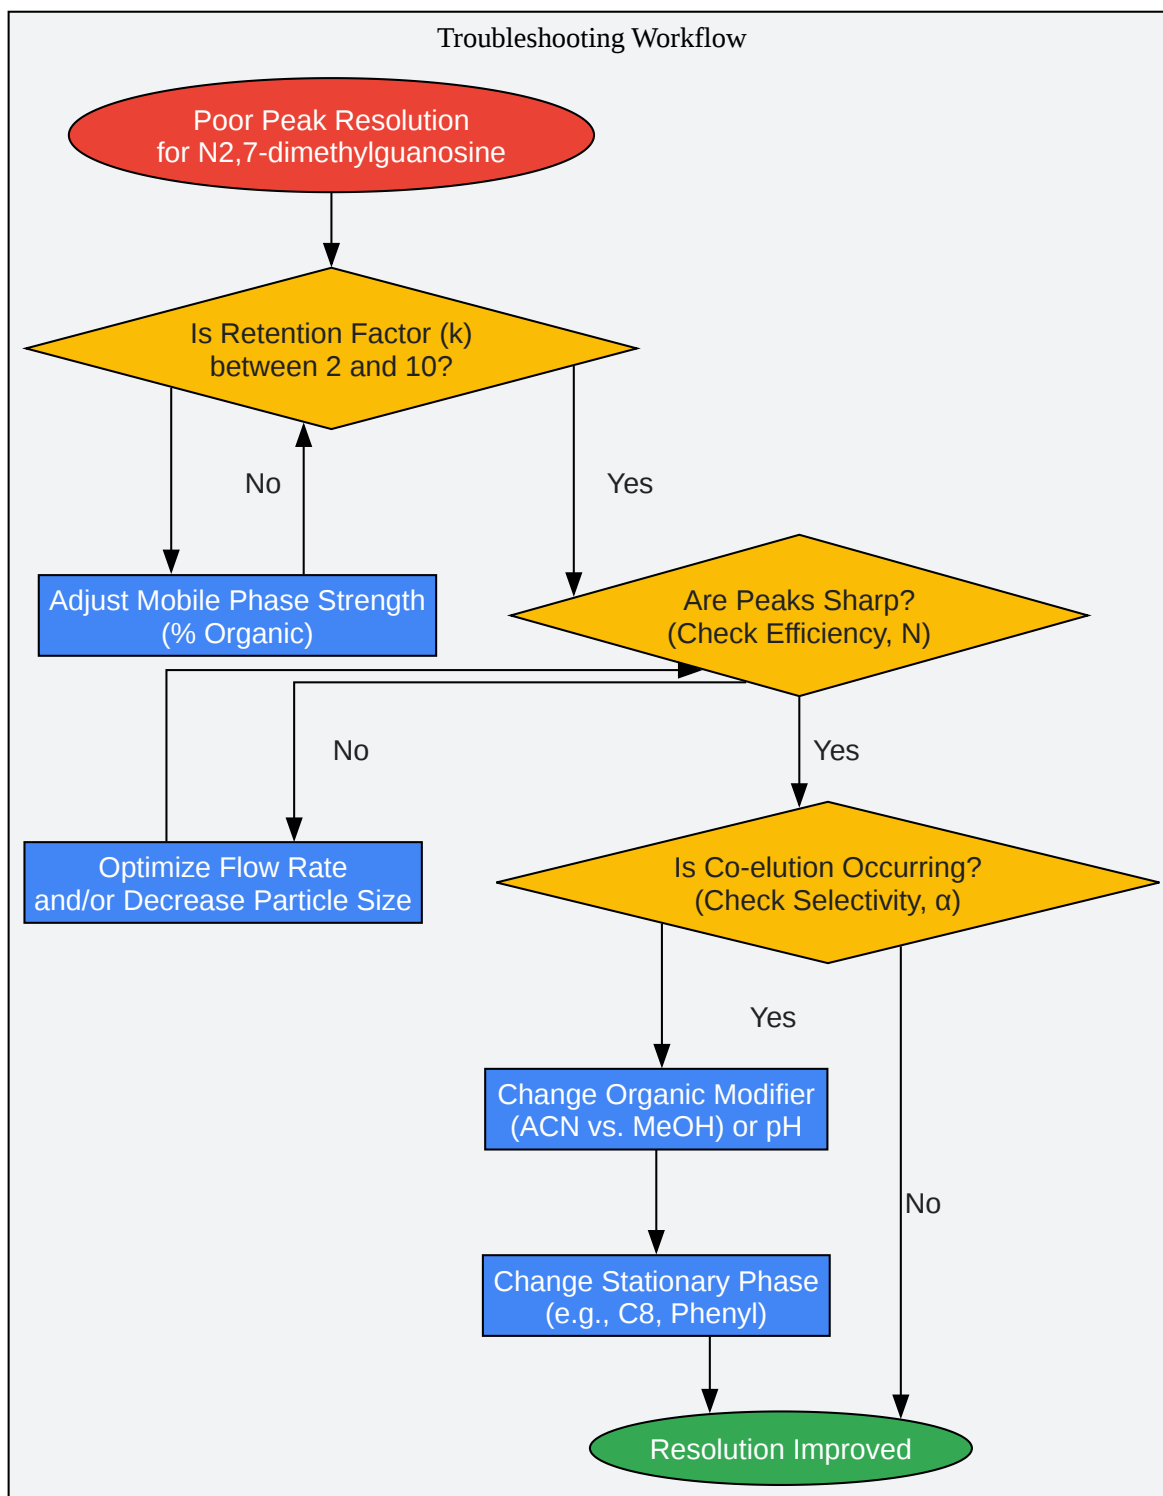 Troubleshooting Workflow
Poor Peak Resolution
for N2,7-dimethylguanosine
Is Retention Factor (k)
between 2 and 10?
No
Yes
Adjust Mobile Phase Strength
(% Organic)
Are Peaks Sharp?
(Check Efficiency, N)
No
Yes
Optimize Flow Rate
and/or Decrease Particle Size
Is Co-elution Occurring?
(Check Selectivity, α)
Yes
Change Organic Modifier
(ACN vs. MeOH) or pH
No
Change Stationary Phase
(e.g., C8, Phenyl)
Resolution Improved